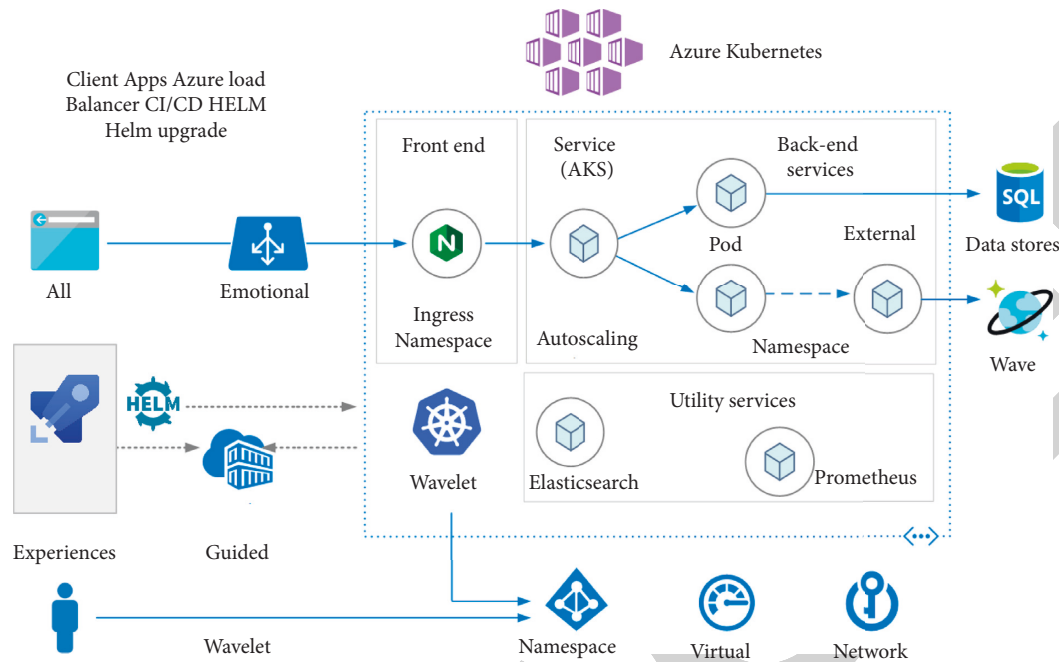 Azure Kubernetes
Client Apps Azure load
Balancer CI/CD HELM
Helm upgrade
Front end
Service
(AKS)
Back-end
services
SQL
N
Pod
External
Data stores
All
Emotional
Ingress
Namespace
Autoscaling
Namespace
Wave
HELM
Utility services
Wavelet
Elasticsearch
Prometheus
Experiences
Guided
Wavelet
Namespace
Virtual
Network